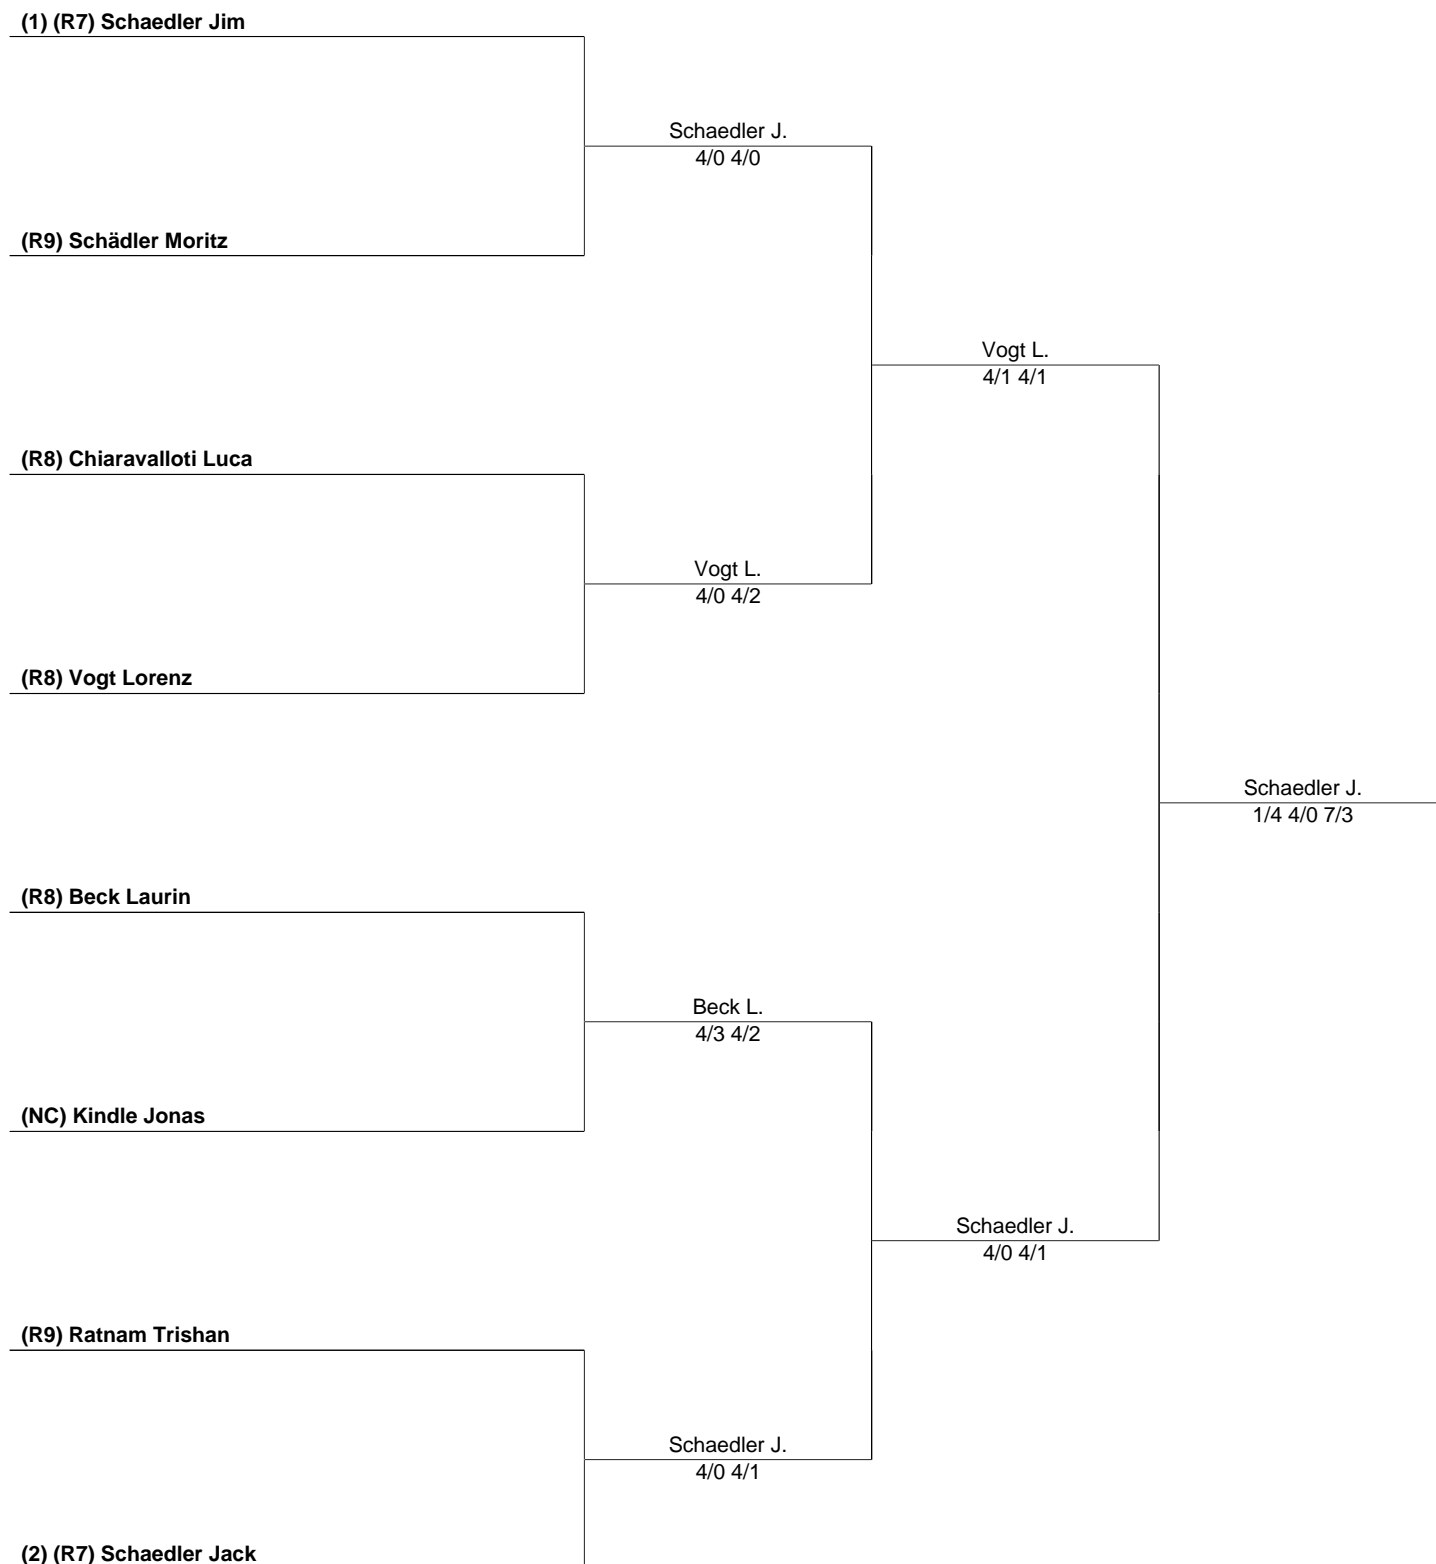 (1) (R7) Schaedler Jim
Schaedler J.
4/0 4/0
(R9) Schädler Moritz
Vogt L.
4/1 4/1
(R8) Chiaravalloti Luca
Vogt L.
4/0 4/2
(R8) Vogt Lorenz
Schaedler J.
1/4 4/0 7/3
(R8) Beck Laurin
Beck L.
4/3 4/2
(NC) Kindle Jonas
Schaedler J.
4/0 4/1
(R9) Ratnam Trishan
Schaedler J.
4/0 4/1
(2) (R7) Schaedler Jack